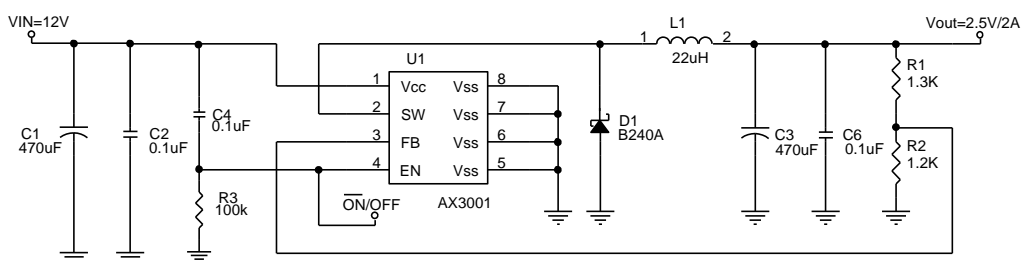 VIN=12V
L1
Vout=2.5V/2A
1
2
22uH
U1
R1
1.3K
1
Vcc
Vss
8
2
SW
Vss
7
3
FB
Vss
6
4
EN
Vss
5
AX3001
C1
470uF
C2
0.1uF
C4
0.1uF
R3
100k
ON/OFF
D1
B240A
C3
470uF
C6
0.1uF
R2
1.2K